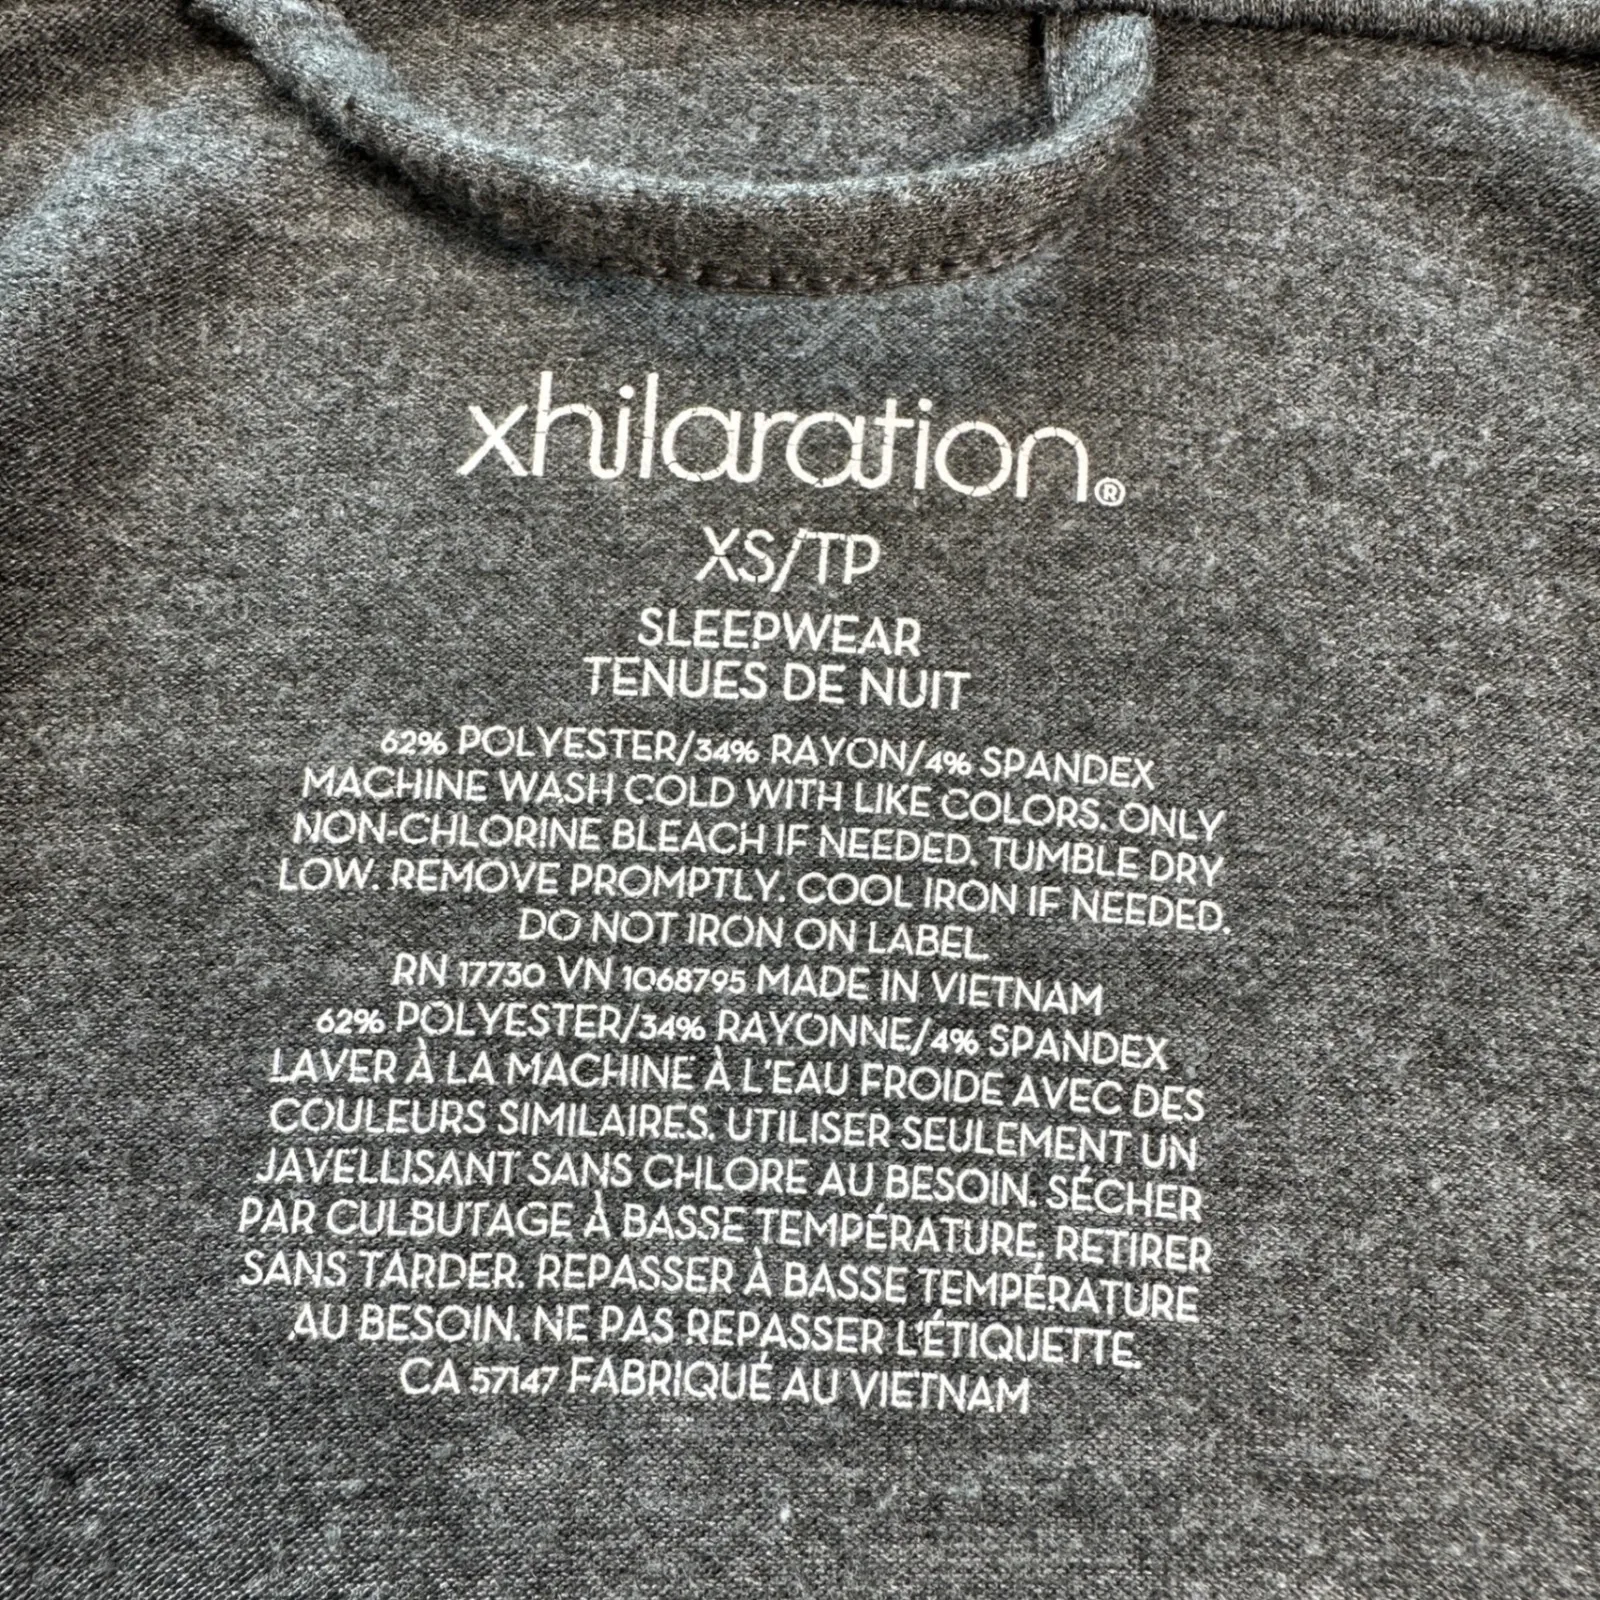 xhilaration®
XS/TP
SLEEPWEAR
TENUES DE NUIT
62% POLYESTER/34% RAYON/4% SPANDEX
MACHINE WASH COLD WITH LIKE COLORS. ONLY
NON-CHLORINE BLEACH IF NEEDED. TUMBLE DRY
LOW. REMOVE PROMPTLY. COOL IRON IF NEEDED.
DO NOT IRON ON LABEL.
RN 17730 VN 1068795 MADE IN VIETNAM
62% POLYESTER/34% RAYONNE/4% SPANDEX
LAVER À LA MACHINE À L'EAU FROIDE AVEC DES
COULEURS SIMILAIRES. UTILISER SEULEMENT UN
JAVELLISANT SANS CHLORE AU BESOIN. SÉCHER
PAR CULBUTAGE À BASSE TEMPÉRATURE. RETIRER
SANS TARDER. REPASSER À BASSE TEMPÉRATURE
AU BESOIN. NE PAS REPASSER L'ÉTIQUETTE.
CA 57147 FABRIQUÉ AU VIETNAM